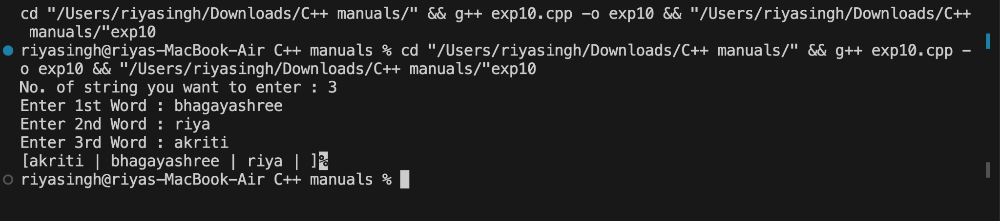 cd "/Users/riyasingh/Downloads/C++ manuals/" && g++ exp10.cpp -o exp10 && "/Users/riyasingh/Downloads/C++
manuals/"exp10
riyasingh@riyas-MacBook-Air C++ manuals % cd "/Users/riyasingh/Downloads/C++ manuals/" && g++ exp10.cpp -
o exp10 && "/Users/riyasingh/Downloads/C++ manuals/"exp10
No. of string you want to enter : 3
Enter 1st Word : bhagayashree
Enter 2nd Word : riya
Enter 3rd Word : akriti
[akriti | bhagayashree | riya | ]%
riyasingh@riyas-MacBook-Air C++ manuals %